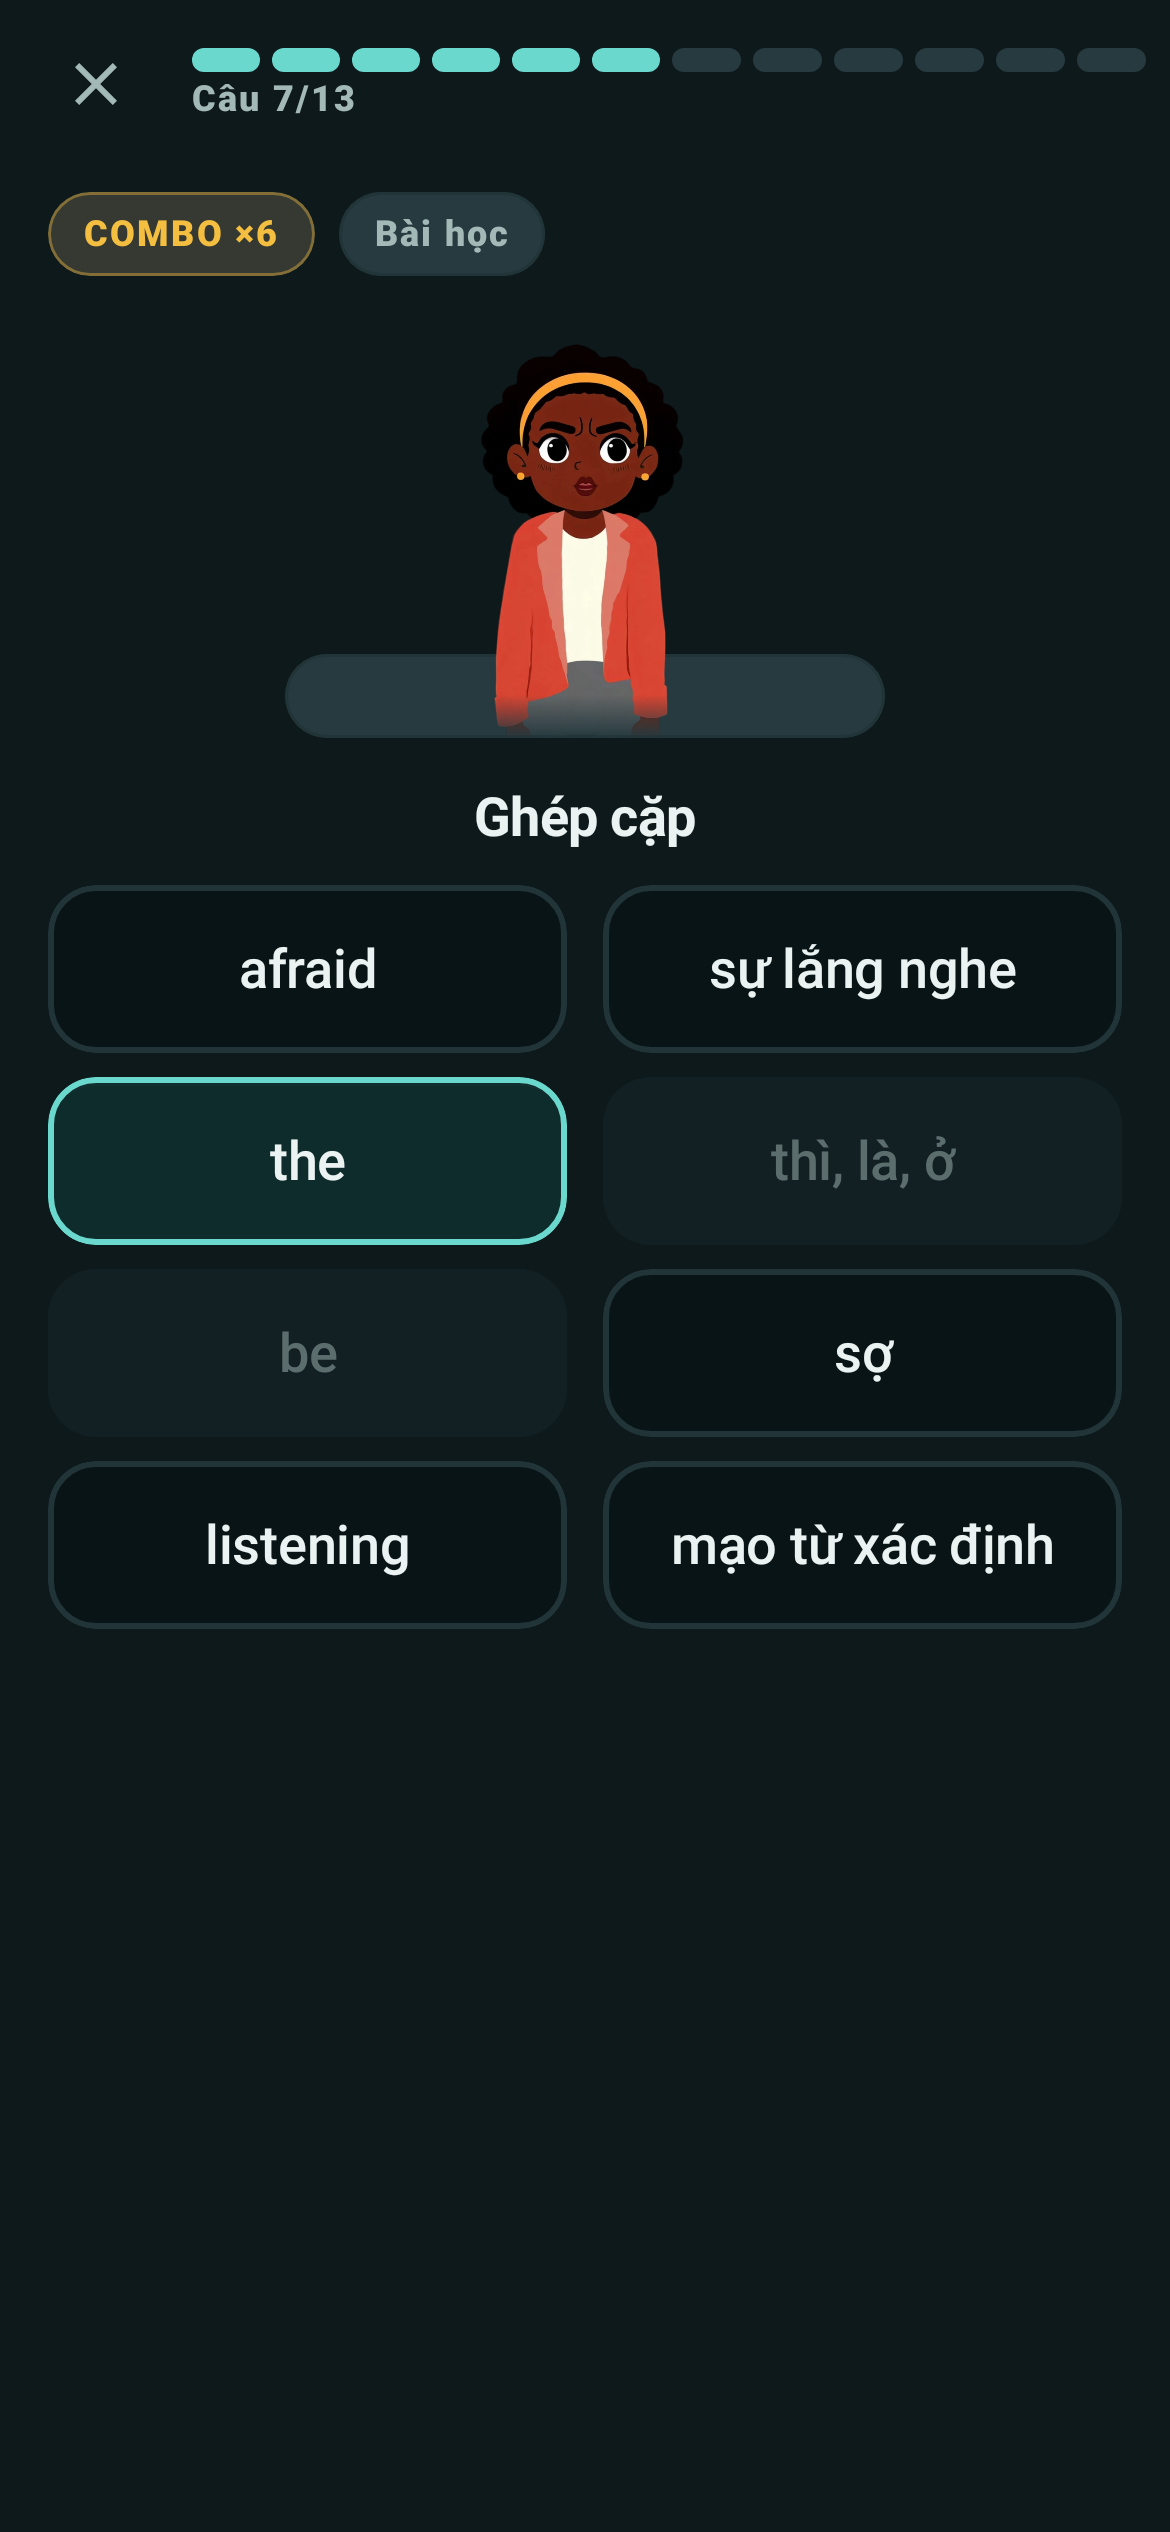 Câu 7/13
COMBO ×6
Bài học
Ghép cặp
afraid
sự lắng nghe
the
thì, là, ở
be
sợ
listening
mạo từ xác định